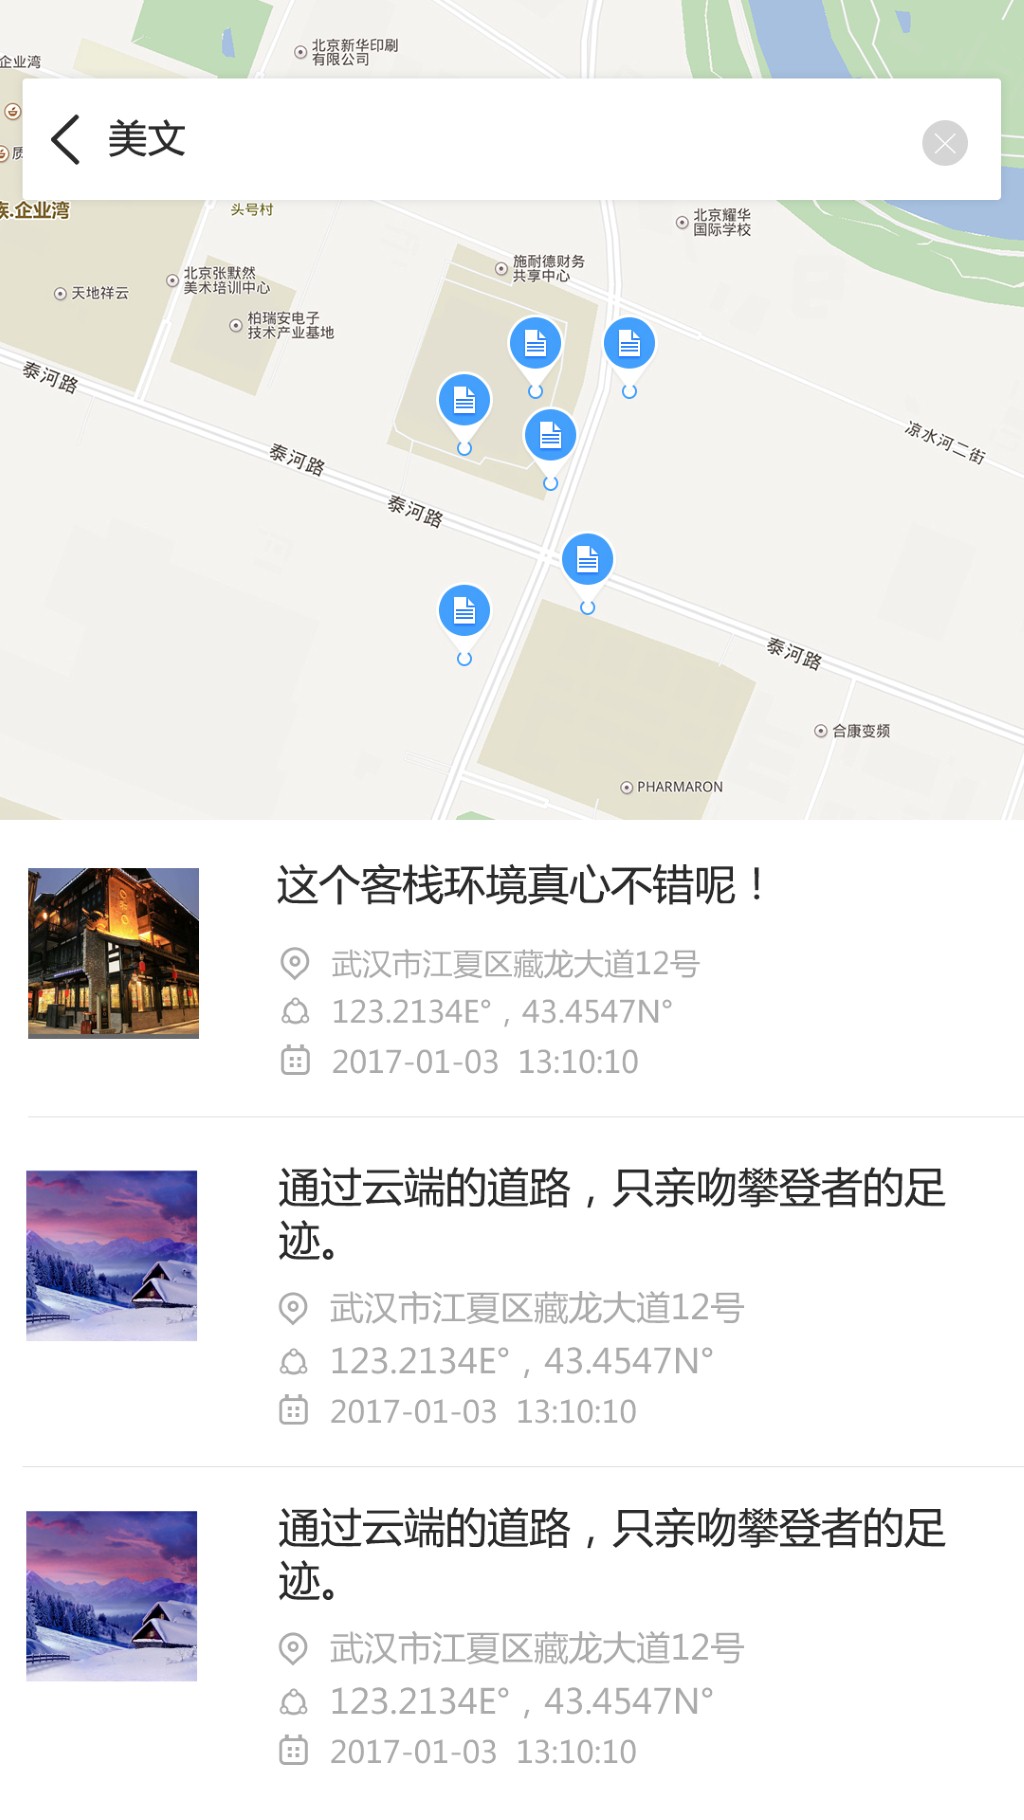 北京新华印刷
有限公司
企业湾
美文
质
族.企业湾
头号村
北京耀华
国际学校
施耐德财务
共享中心
北京张默然
美术培训中心
天地祥云
柏瑞安电子
技术产业基地
泰河路
凉水河二街
泰河路
泰河路
泰河路
合康变频
PHARMARON
这个客栈环境真心不错呢！
武汉市江夏区藏龙大道12号
123.2134E°，43.4547N°
2017-01-03 13:10:10
通过云端的道路，只亲吻攀登者的足
迹。
武汉市江夏区藏龙大道12号
123.2134E°，43.4547N°
2017-01-03 13:10:10
通过云端的道路，只亲吻攀登者的足
迹。
武汉市江夏区藏龙大道12号
123.2134E°，43.4547N°
2017-01-03 13:10:10